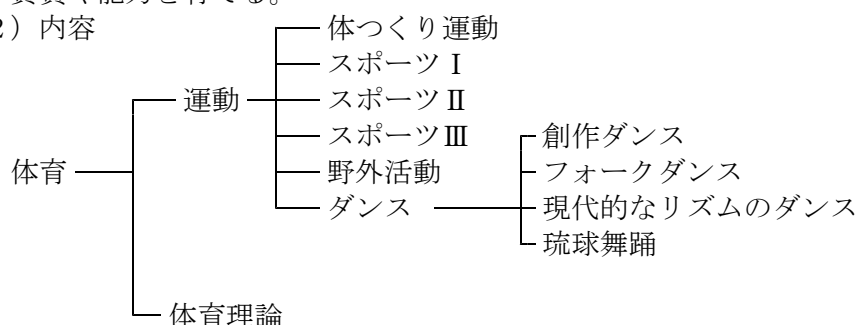 2）内容
体つくり運動
スポーツⅠ
運動
スポーツⅡ
スポーツⅢ
創作ダンス
体育
野外活動
フォークダンス
ダンス
現代的なリズムのダンス
琉球舞踊
体育理論